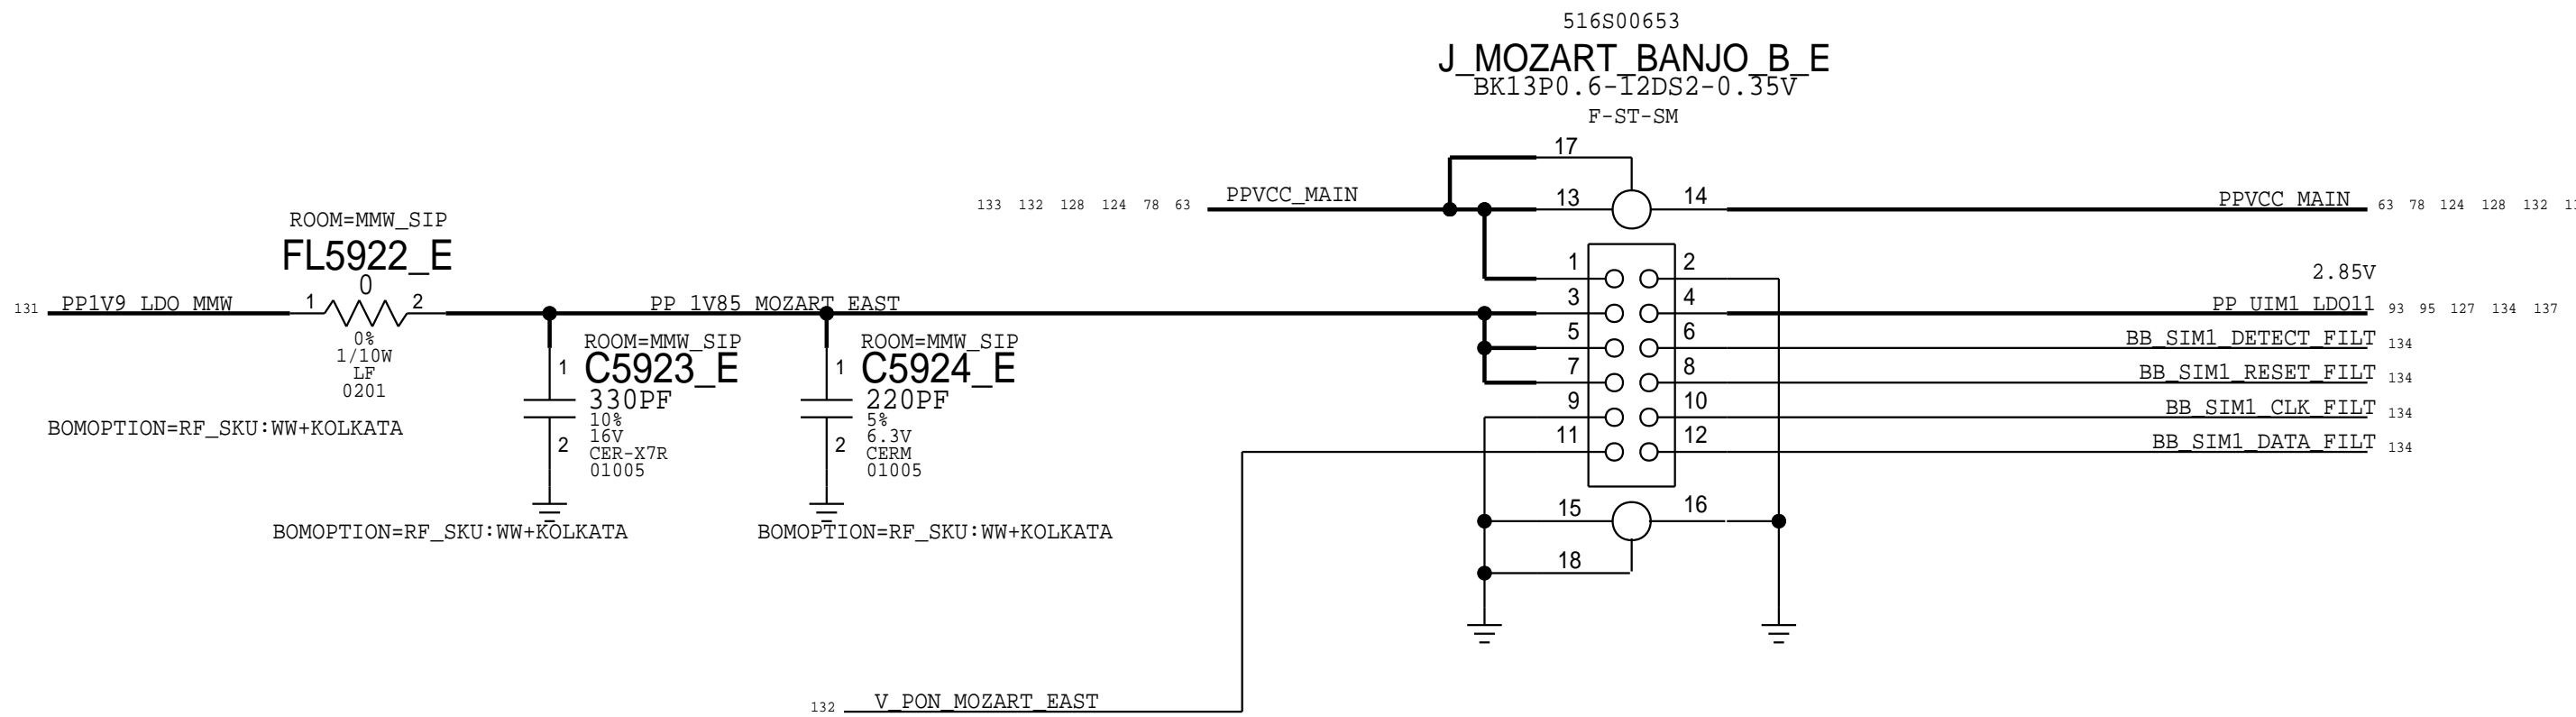 516S00653
J_MOZART_BANJO_B_E
BK13P0.6-12DS2-0.35V
F-ST-SM
17
133 132 128 124 78 63 PPVCC_MAIN 13 14 PPVCC_MAIN 63 78 124 128 132
ROOM=MMW_SIP
FL5922_E
0
1 2
2.85V
131 PP1V9_LDO_MMW 1 2 PP_1V85_MOZART_EAST 3 4 PP_UIM1_LDO11 93 95 127 134 137
0%
1/10W
LF
0201
BOMOPTION=RF_SKU:WW+KOLKATA
ROOM=MMW_SIP
C5923_E
1
330PF
10%
16V
2
CER-X7R
01005
BOMOPTION=RF_SKU:WW+KOLKATA
ROOM=MMW_SIP
C5924_E
1
220PF
5%
6.3V
2
CERM
01005
BOMOPTION=RF_SKU:WW+KOLKATA
5 6 BB_SIM1_DETECT_FILT 134
7 8 BB_SIM1_RESET_FILT 134
9 10 BB_SIM1_CLK_FILT 134
11 12 BB_SIM1_DATA_FILT 134
15 16
18
132 V_PON_MOZART_EAST